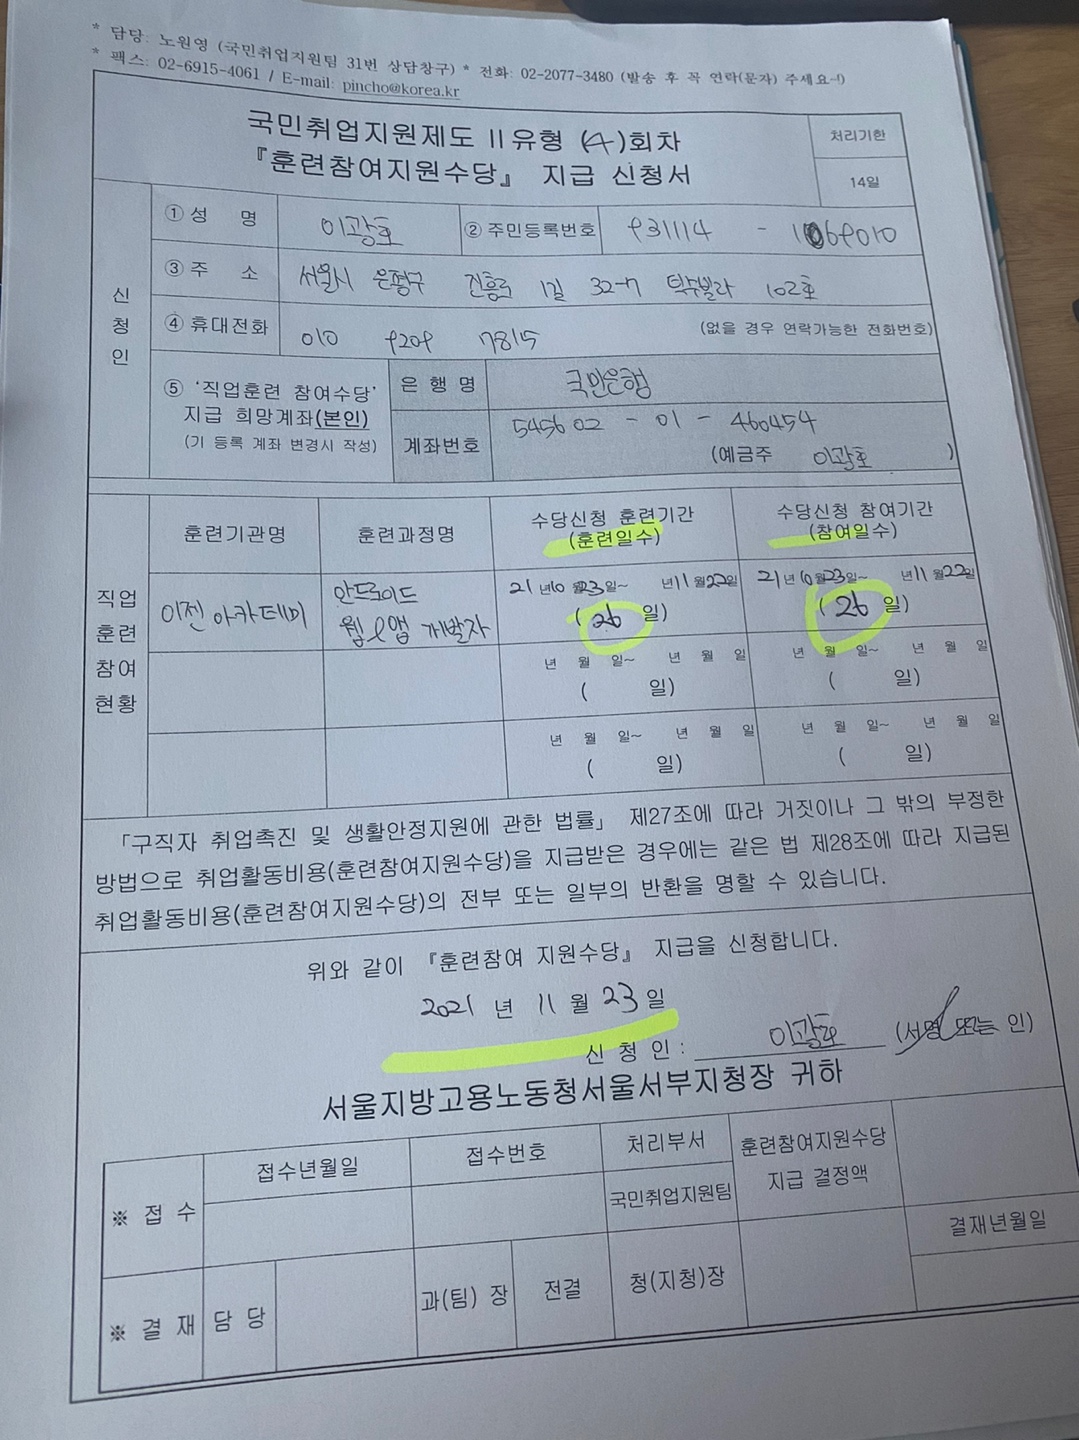 * 담당: 노원영 (국민취업지원팀 31번 상담창구) * 전화: 02-2077-3480 (발송 후 꼭 연락(문자) 주세요~!)
* 팩스: 02-6915-4061 / E-mail: pincho@korea.kr
국민취업지원제도 II유형 (4)회차
『훈련참여지원수당』 지급 신청서
처리기한
14일
신청인
① 성 명 이광호 ② 주민등록번호 931114 -
③ 주 소 서울시 은평구 진흥로 1길 32-7 102호
④ 휴대전화 010 9209 7815 (없을 경우 연락가능한 전화번호)
⑤ '직업훈련 참여수당' 지급 희망계좌(본인) (기 등록 계좌 변경시 작성)
은 행 명 국민은행
계좌번호 545602 - 01 - 460454
(예금주 이광호 )
직업훈련참여현황
훈련기관명 훈련과정명 수당신청 훈련기간 (훈련일수) 수당신청 참여기간 (참여일수)
이젠 아카데미 안드로이드 웹&앱 개발자 21년10월23일~ 년11월22일 (26 일) 21년10월23일~ 년11월22일 (26 일)
년 월 일~ 년 월 일 ( 일) 년 월 일~ 년 월 일 ( 일)
년 월 일~ 년 월 일 ( 일) 년 월 일~ 년 월 일 ( 일)
「구직자 취업촉진 및 생활안정지원에 관한 법률」 제27조에 따라 거짓이나 그 밖의 부정한
방법으로 취업활동비용(훈련참여지원수당)을 지급받은 경우에는 같은 법 제28조에 따라 지급된
취업활동비용(훈련참여지원수당)의 전부 또는 일부의 반환을 명할 수 있습니다.
위와 같이 『훈련참여 지원수당』 지급을 신청합니다.
2021 년 11 월 23 일
신 청 인 : 이광호 (서명 또는 인)
서울지방고용노동청서울서부지청장 귀하
※ 접 수 접수년월일 접수번호 처리부서 훈련참여지원수당 지급 결정액
국민취업지원팀
결재년월일
※ 결 재 담 당 과(팀) 장 전결 청(지청)장